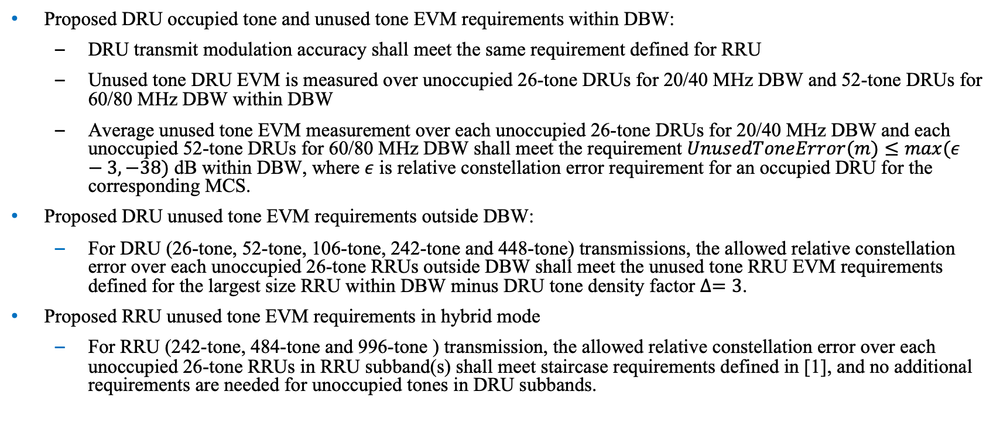 • Proposed DRU occupied tone and unused tone EVM requirements within DBW:
– DRU transmit modulation accuracy shall meet the same requirement defined for RRU
– Unused tone DRU EVM is measured over unoccupied 26-tone DRUs for 20/40 MHz DBW and 52-tone DRUs for
60/80 MHz DBW within DBW
– Average unused tone EVM measurement over each unoccupied 26-tone DRUs for 20/40 MHz DBW and each
unoccupied 52-tone DRUs for 60/80 MHz DBW shall meet the requirement UnusedToneError(m) ≤ max(ϵ
− 3, −38) dB within DBW, where ϵ is relative constellation error requirement for an occupied DRU for the
corresponding MCS.
• Proposed DRU unused tone EVM requirements outside DBW:
– For DRU (26-tone, 52-tone, 106-tone, 242-tone and 448-tone) transmissions, the allowed relative constellation
error over each unoccupied 26-tone RRUs outside DBW shall meet the unused tone RRU EVM requirements
defined for the largest size RRU within DBW minus DRU tone density factor Δ= 3.
• Proposed RRU unused tone EVM requirements in hybrid mode
– For RRU (242-tone, 484-tone and 996-tone ) transmission, the allowed relative constellation error over each
unoccupied 26-tone RRUs in RRU subband(s) shall meet staircase requirements defined in [1], and no additional
requirements are needed for unoccupied tones in DRU subbands.